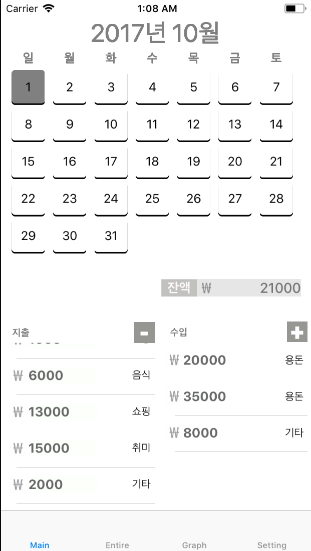 Carrier 1:08 AM
2017년 10월
일 월 화 수 목 금 토
1 2 3 4 5 6 7
8 9 10 11 12 13 14
15 16 17 18 19 20 21
22 23 24 25 26 27 28
29 30 31
잔액 ₩ 21000
지출 -
₩ 6000 음식
₩ 13000 쇼핑
₩ 15000 취미
₩ 2000 기타
수입 +
₩ 20000 용돈
₩ 35000 용돈
₩ 8000 기타
Main Entire Graph Setting